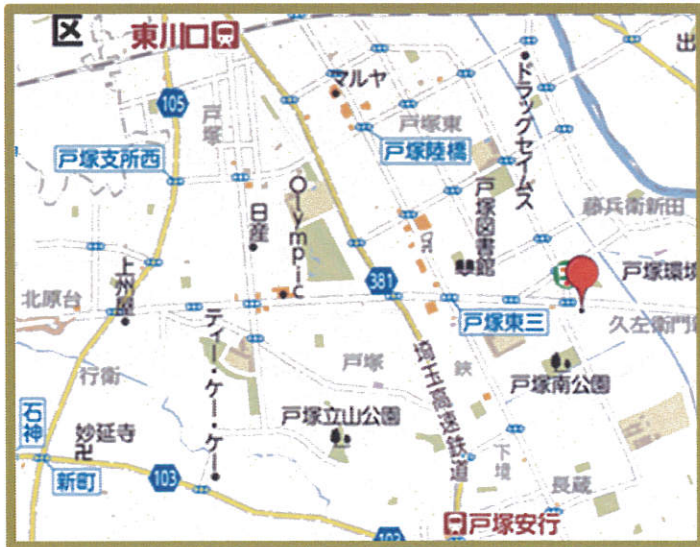 区
東川口
出
マルヤ
105
戸塚
戸塚東
ドラッグセイムス
戸塚陸橋
戸塚支所西
Olympic
日産
戸塚図書館
藤兵衛新田
戸塚環境
上州屋
北原台
381
戸塚東三
久左衛門
ティー・ケー・ケー
戸塚
埼玉高速鉄道
鉄
戸塚南公園
行衛
石神
妙延寺
戸塚立山公園
下境
新町
103
長蔵
戸塚安行
103